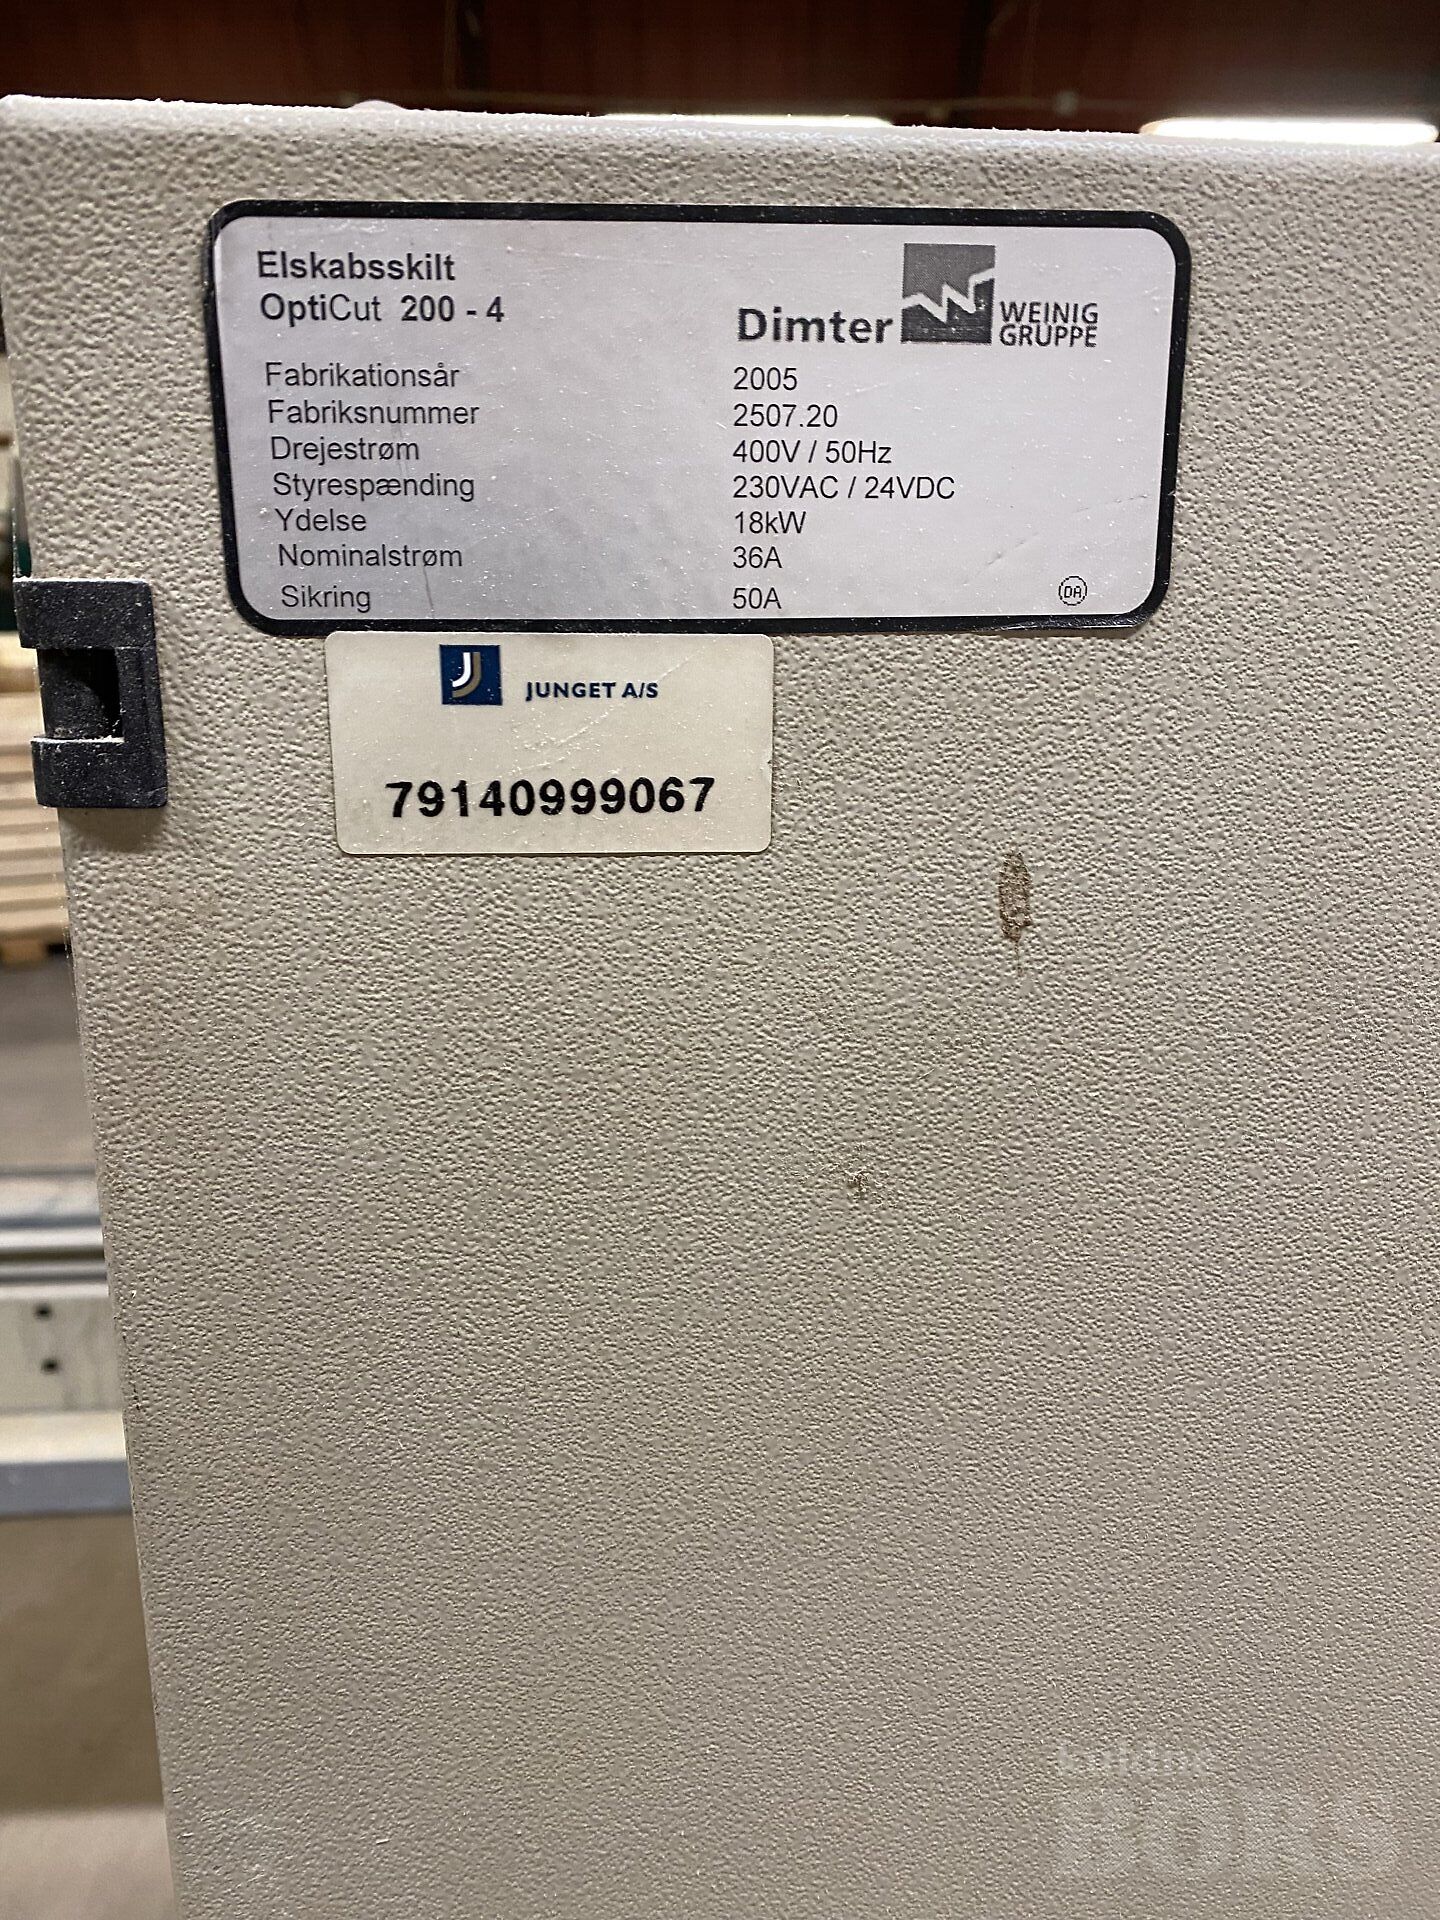 Elskabsskilt
OptiCut 200 - 4
Dimter WEINIG
GRUPPE
Fabrikationsår 2005
Fabriksnummer 2507.20
Drejestrøm 400V / 50Hz
Styrespænding 230VAC / 24VDC
Ydelse 18kW
Nominalstrøm 36A
Sikring 50A
DA
JUNGET A/S
79140999067